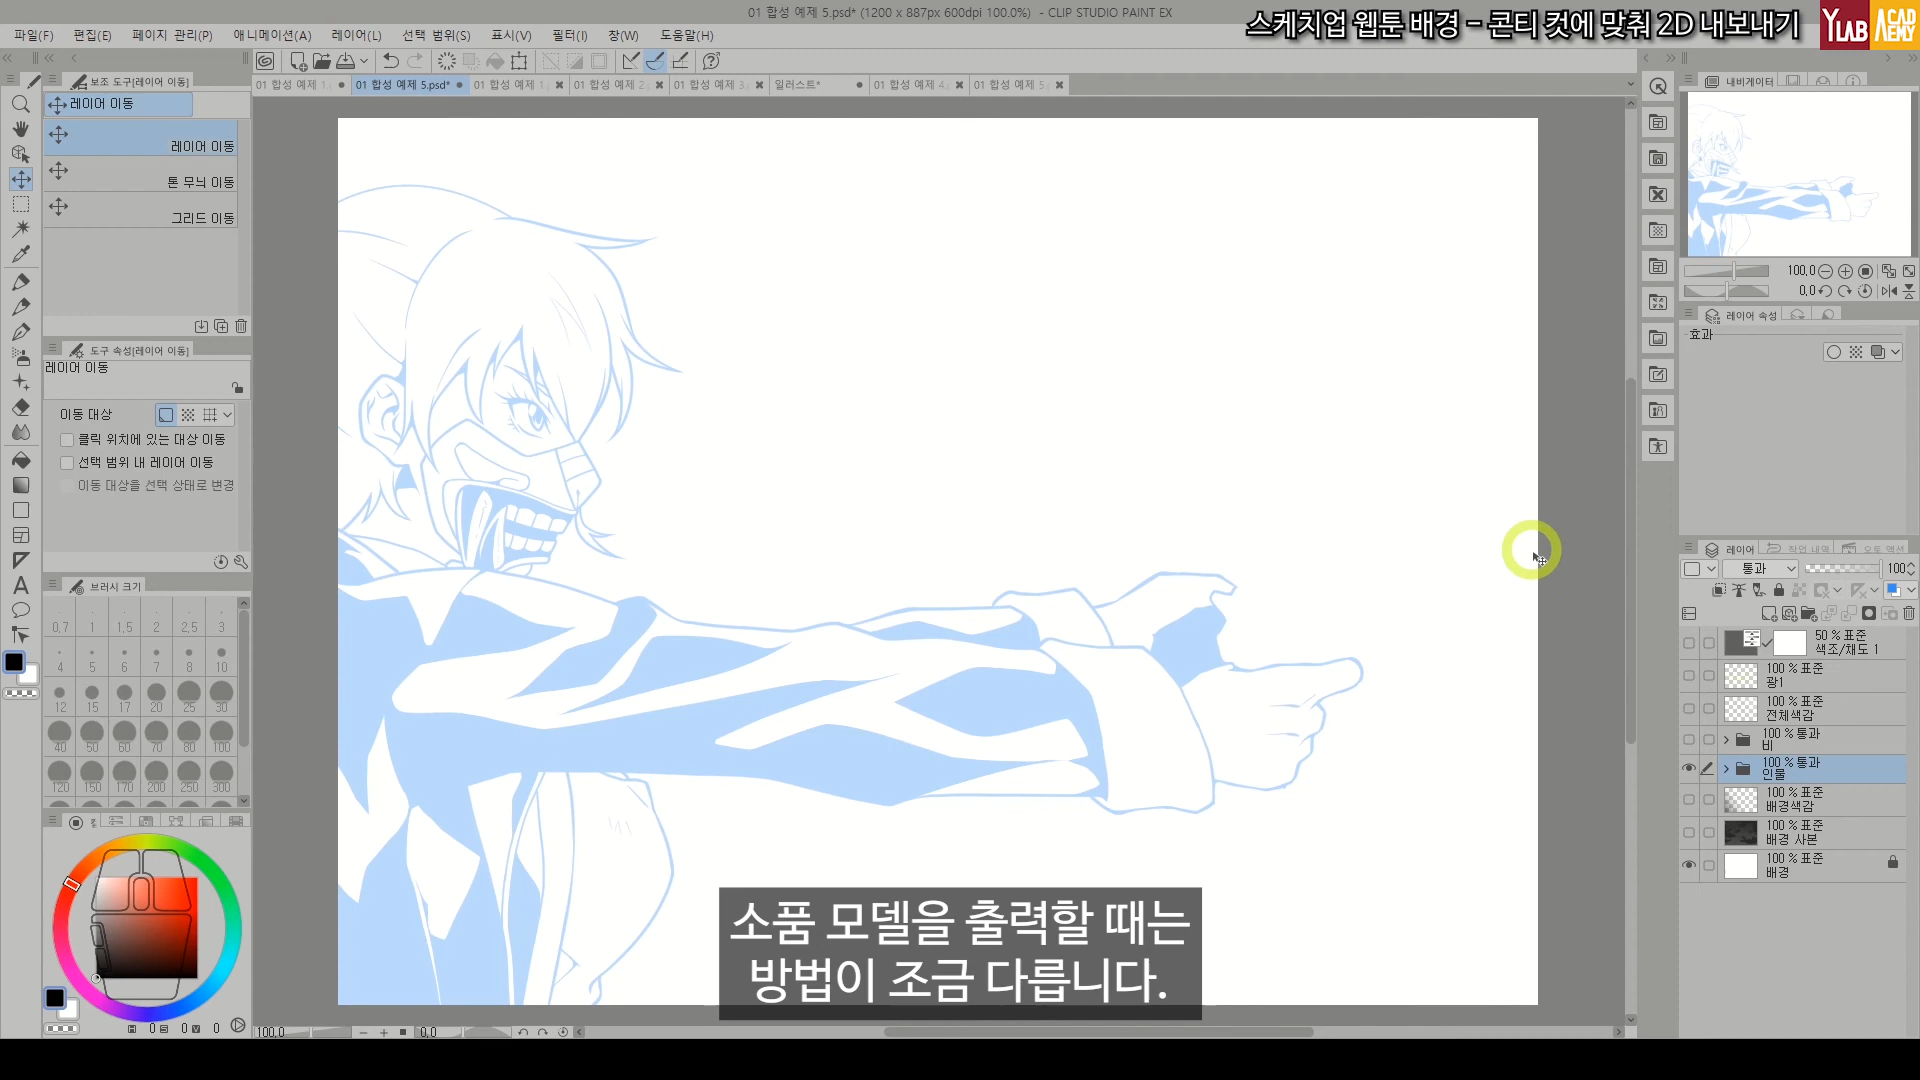 01 합성 예제 5.psd* (1200 x 887px 600dpi 100.0%) - CLIP STUDIO PAINT EX
스케치업 웹툰 배경 - 콘티 컷에 맞춰 2D 내보내기
YLAB ACADEMY
파일(F) 편집(E) 페이지 관리(P) 애니메이션(A) 레이어(L) 선택 범위(S) 표시(V) 필터(I) 창(W) 도움말(H)
01 합성 예제 1. 01 합성 예제 5.psd* 01 합성 예제 1. 01 합성 예제 2. 01 합성 예제 3. 일러스트* 01 합성 예제 4. 01 합성 예제 5.
보조 도구[레이어 이동]
레이어 이동
레이어 이동
톤 무늬 이동
그리드 이동
도구 속성[레이어 이동]
레이어 이동
이동 대상
클릭 위치에 있는 대상 이동
선택 범위 내 레이어 이동
이동 대상을 선택 상태로 변경
브러시 크기
0.7 1 1.5 2 2.5 3
4 5 6 7 8 10
12 15 17 20 25 30
40 50 60 70 80 100
120 150 170 200 250 300
H 0 S 0 V 0
100.0 0.0
내비게이터
100.0
0.0
레이어 속성
효과
레이어 작업 내역 오토 액션
통과 100
50 % 표준
색조/채도 1
100 % 표준
광1
100 % 표준
전체색감
100 % 통과
비
100 % 통과
인물
100 % 표준
배경색감
100 % 표준
배경 사본
100 % 표준
배경
소품 모델을 출력할 때는
방법이 조금 다릅니다.